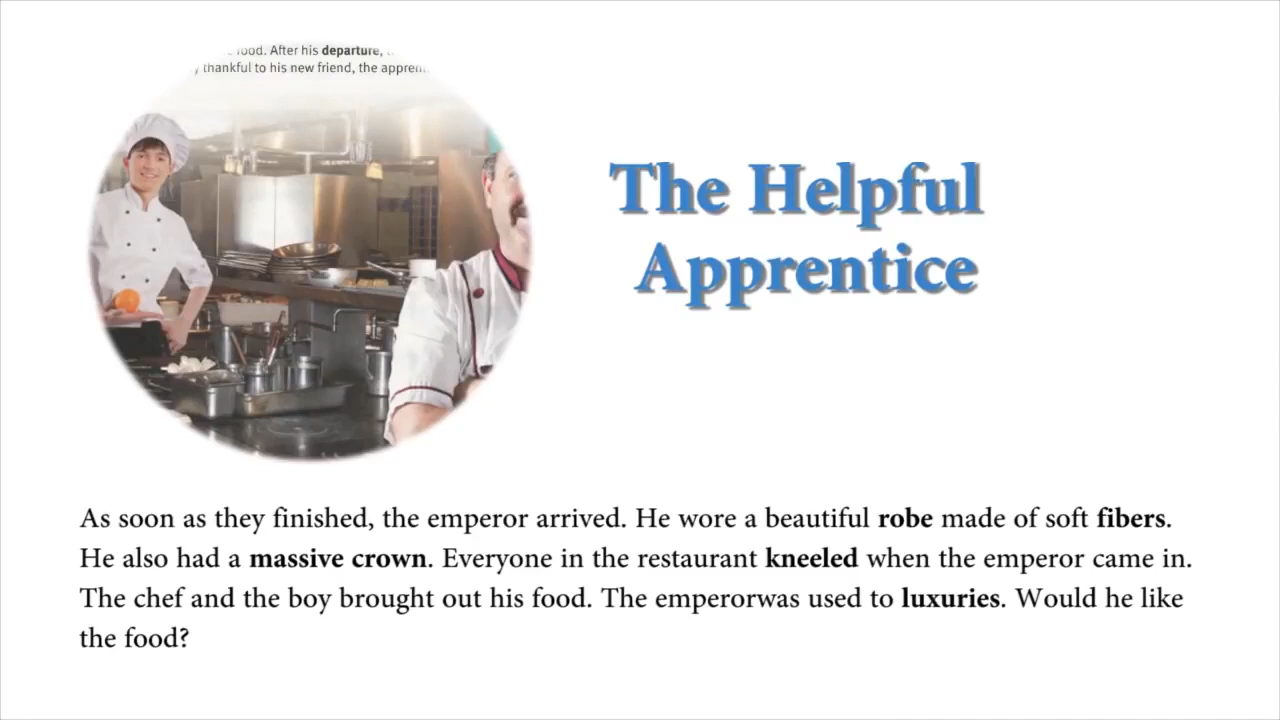 food. After his departure,
thankful to his new friend, the
The Helpful
Apprentice
As soon as they finished, the emperor arrived. He wore a beautiful robe made of soft fibers.
He also had a massive crown. Everyone in the restaurant kneeled when the emperor came in.
The chef and the boy brought out his food. The emperorwas used to luxuries. Would he like
the food?